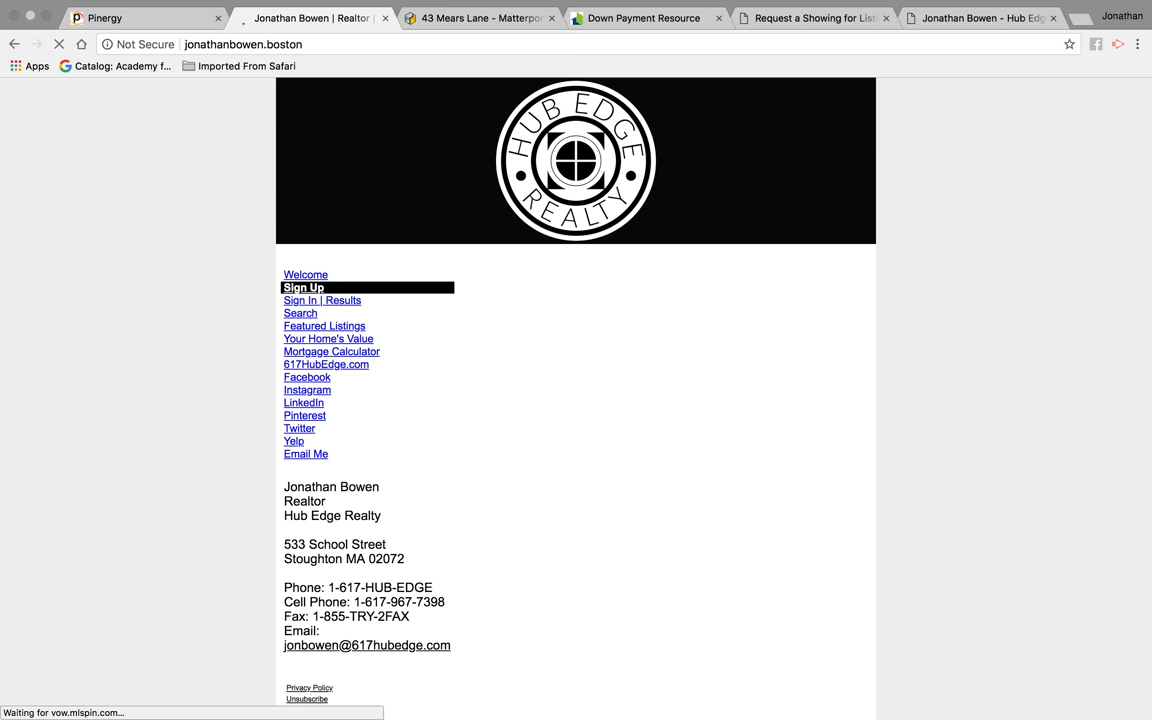 Pinergy
Jonathan Bowen | Realtor |
43 Mears Lane - Matterpor
Down Payment Resource
Request a Showing for Listi
Jonathan Bowen - Hub Edg
Jonathan
Not Secure
jonathanbowen.boston
Apps
Catalog: Academy f...
Imported From Safari
HUB EDGE
REALTY
Welcome
Sign Up
Sign In | Results
Search
Featured Listings
Your Home's Value
Mortgage Calculator
617HubEdge.com
Facebook
Instagram
LinkedIn
Pinterest
Twitter
Yelp
Email Me
Jonathan Bowen
Realtor
Hub Edge Realty
533 School Street
Stoughton MA 02072
Phone: 1-617-HUB-EDGE
Cell Phone: 1-617-967-7398
Fax: 1-855-TRY-2FAX
Email:
jonbowen@617hubedge.com
Privacy Policy
Unsubscribe
Waiting for vow.mlspin.com...